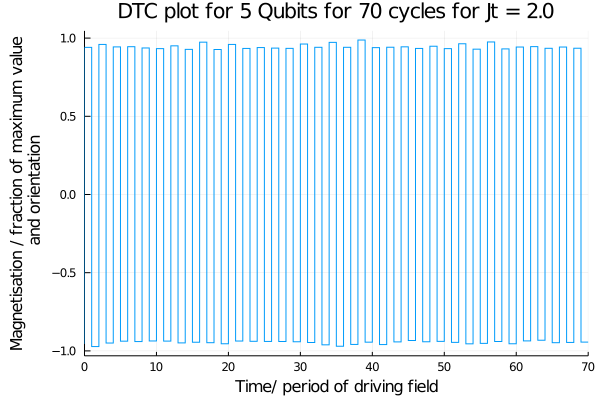 DTC plot for 5 Qubits for 70 cycles for Jt = 2.0
Magnetisation / fraction of maximum value
and orientation
1.0
0.5
0.0
−0.5
−1.0
0 10 20 30 40 50 60 70
Time/ period of driving field